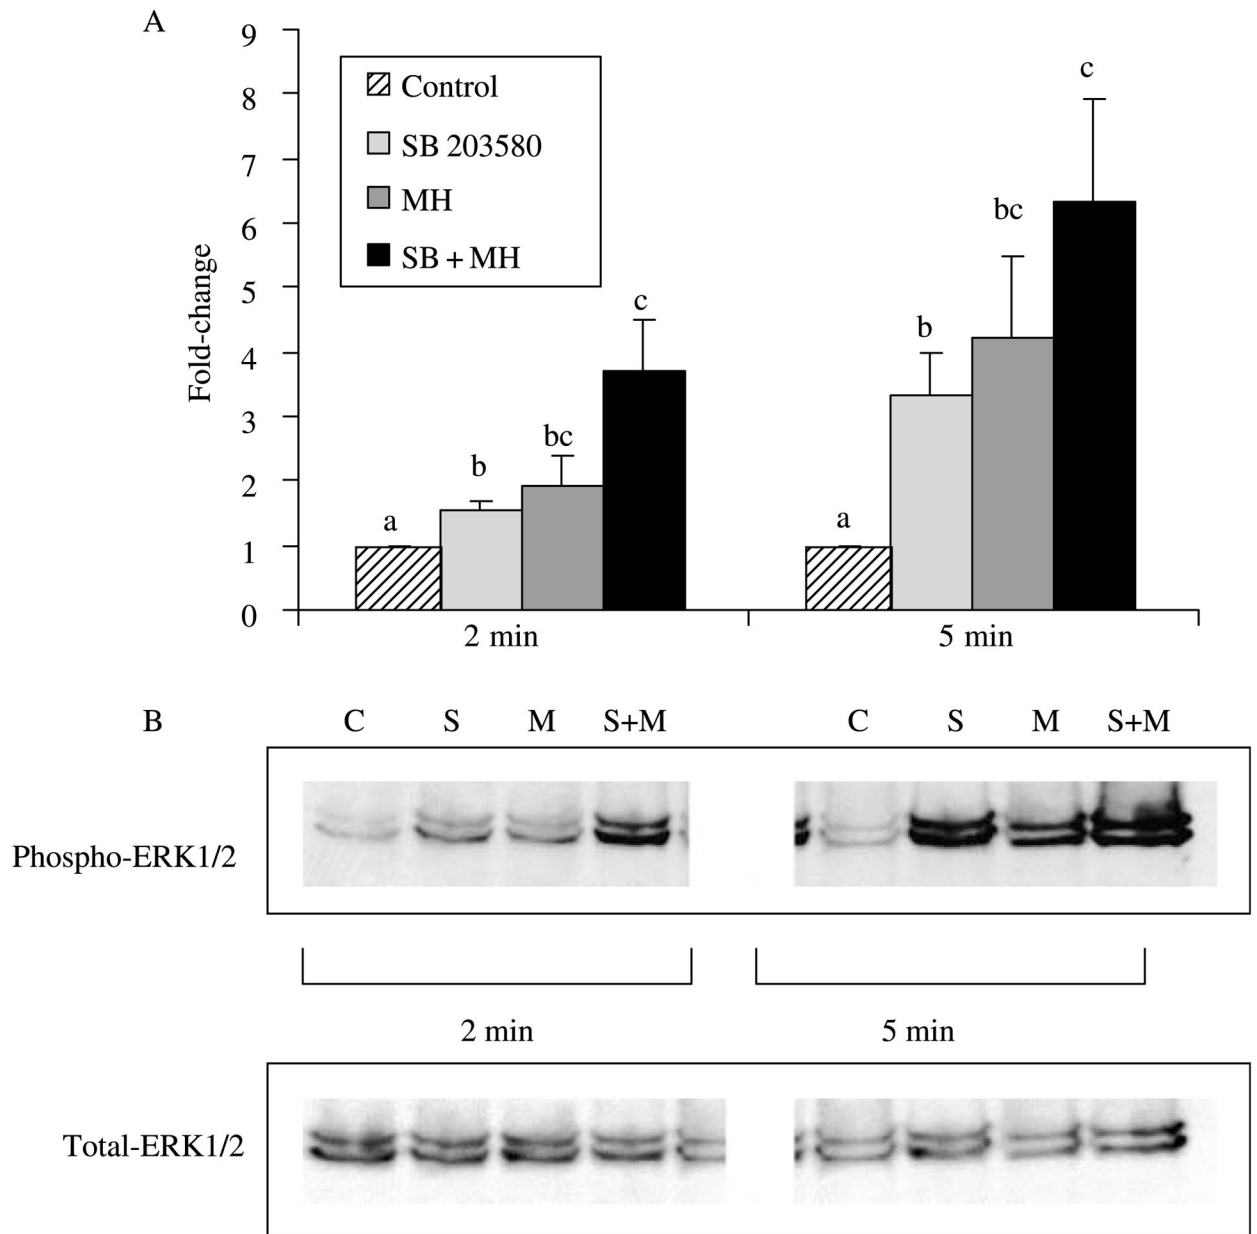 A
9
8
7
6
5
4
3
2
1
0
Fold-change
Control
SB 203580
MH
SB + MH
a
b
bc
c
a
b
bc
c
2 min
5 min
B
C S M S+M C S M S+M
Phospho-ERK1/2
2 min 5 min
Total-ERK1/2